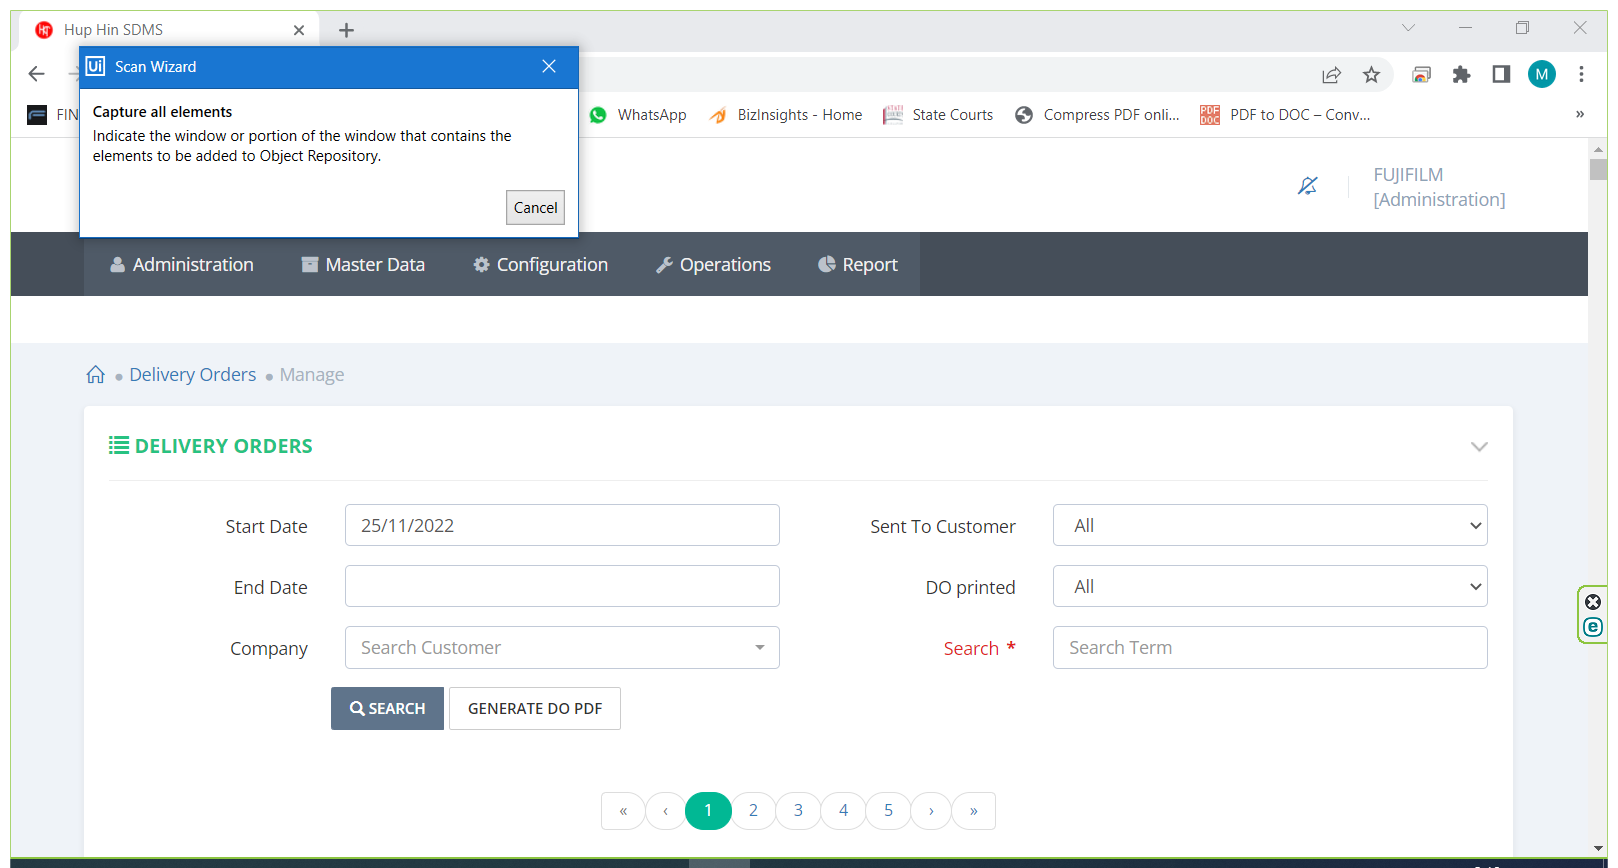 Hup Hin SDMS
Ui Scan Wizard
M
Capture all elements
Indicate the window or portion of the window that contains the
elements to be added to Object Repository.
Cancel
FIN
WhatsApp
BizInsights - Home
State Courts
Compress PDF onli...
PDF DOC
PDF to DOC – Conv...
»
FUJIFILM
[Administration]
Administration
Master Data
Configuration
Operations
Report
Delivery Orders
Manage
DELIVERY ORDERS
Start Date
25/11/2022
Sent To Customer
All
End Date
DO printed
All
Company
Search Customer
Search *
Search Term
SEARCH
GENERATE DO PDF
« ‹ 1 2 3 4 5 › »